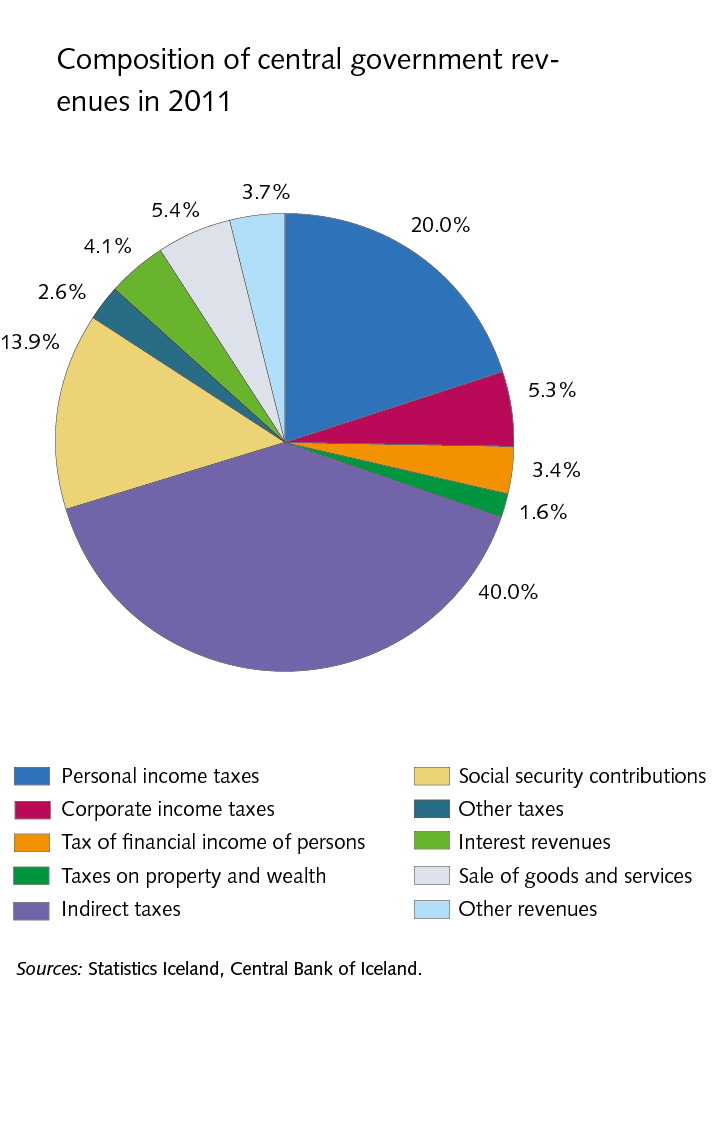 Composition of central government rev-
enues in 2011
3.7%
5.4%
20.0%
4.1%
2.6%
13.9%
5.3%
3.4%
1.6%
40.0%
Personal income taxes
Corporate income taxes
Tax of financial income of persons
Taxes on property and wealth
Indirect taxes
Social security contributions
Other taxes
Interest revenues
Sale of goods and services
Other revenues
Sources: Statistics Iceland, Central Bank of Iceland.